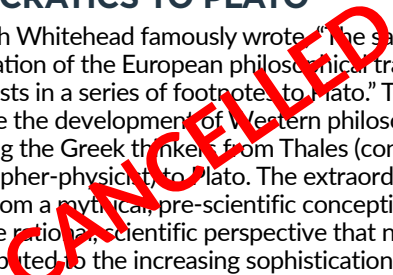 CRATICS TO PLATO
h Whitehead famously wrote, “The sa
ation of the European philosophical tra
sts in a series of footnotes to Plato.” T
e the development of Western philoso
g the Greek thinkers from Thales (con
pher-physicist) to Plato. The extraord
om a mythical, pre-scientific concepti
e rational, scientific perspective that n
buted to the increasing sophistication
CANCELLED